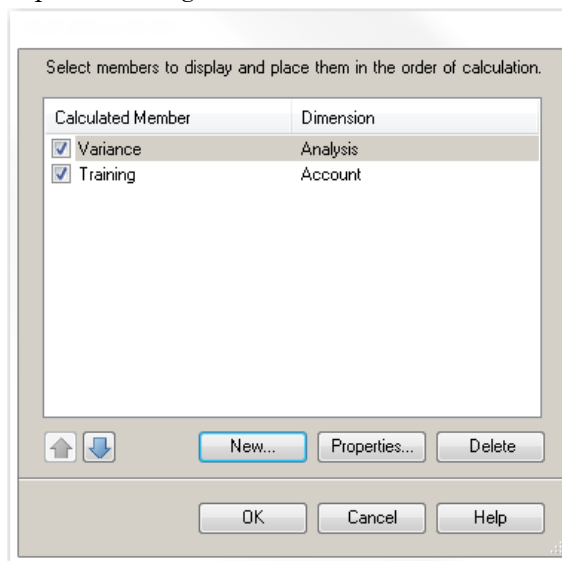 Select members to display and place them in the order of calculation.
Calculated Member Dimension
Variance Analysis
Training Account
New... Properties... Delete
OK Cancel Help